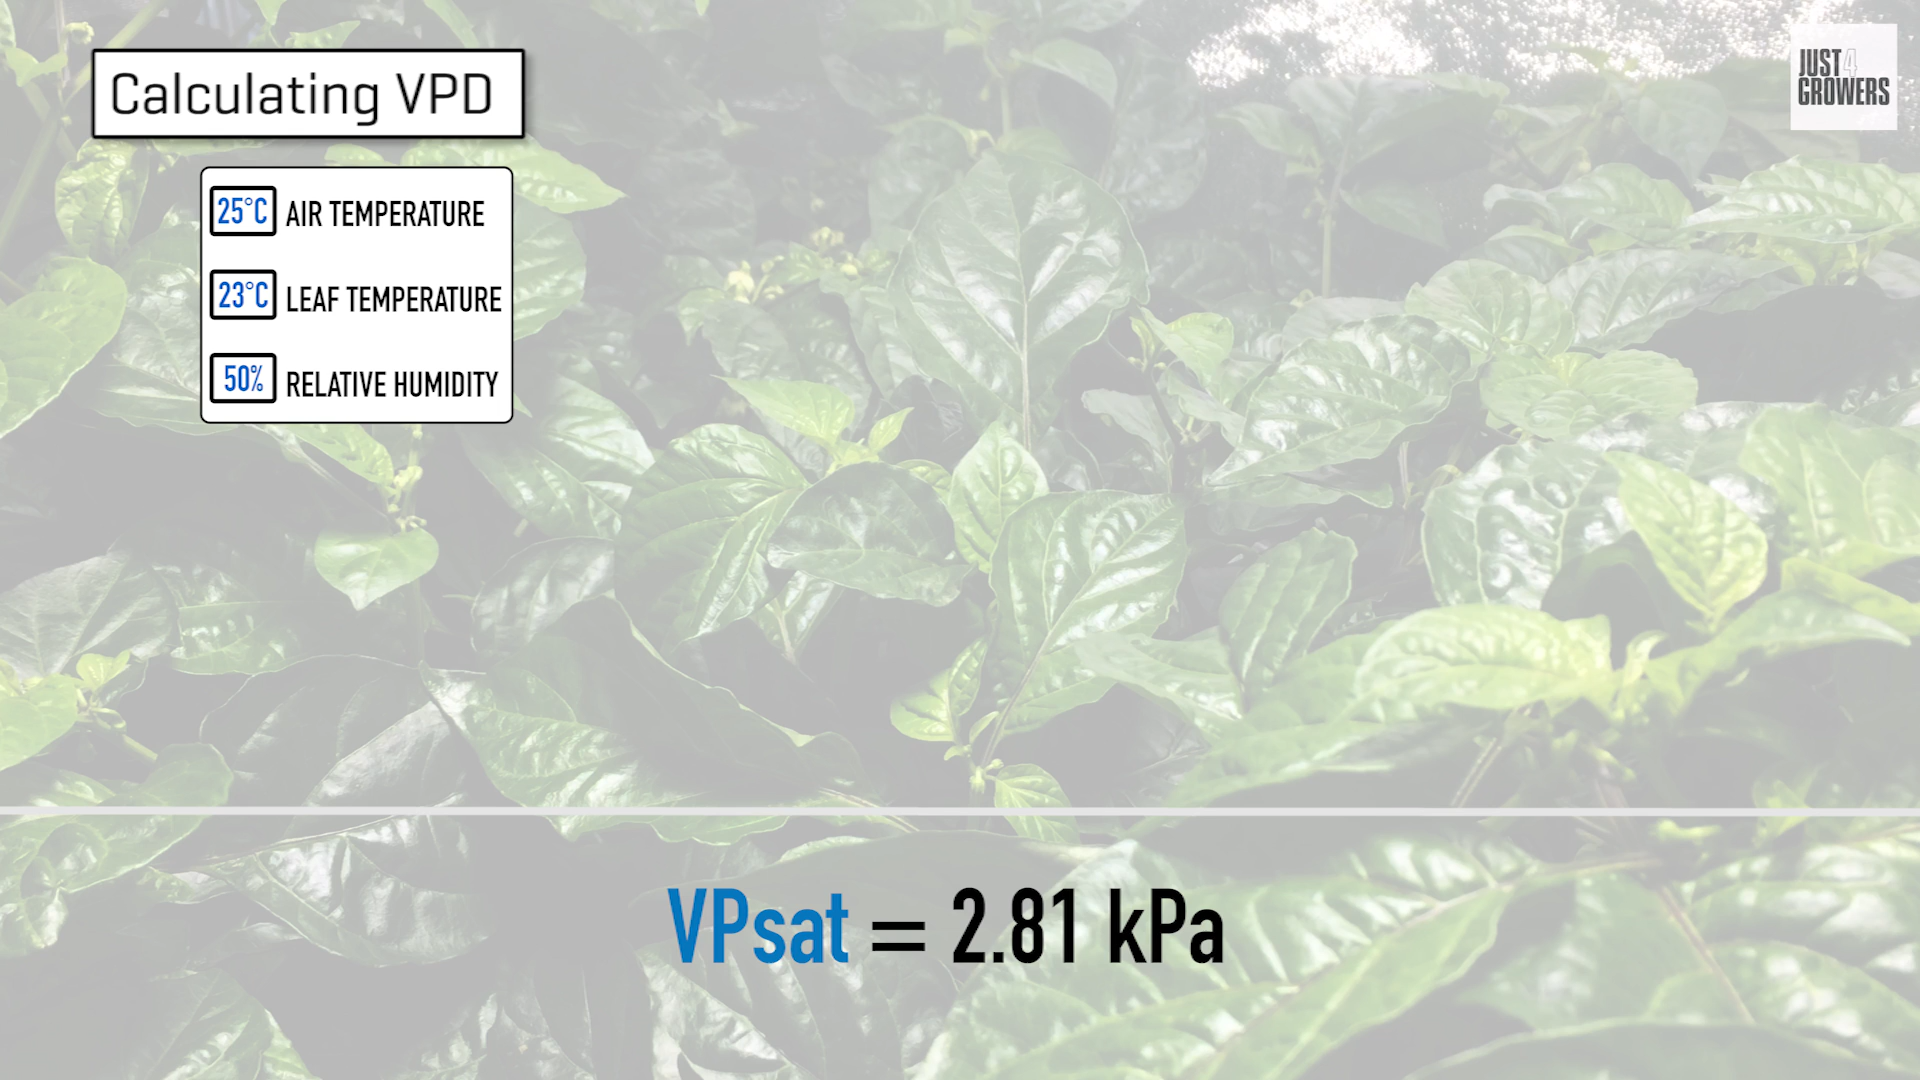 Calculating VPD
JUST4
GROWERS
25°C AIR TEMPERATURE
23°C LEAF TEMPERATURE
50% RELATIVE HUMIDITY
VPsat = 2.81 kPa